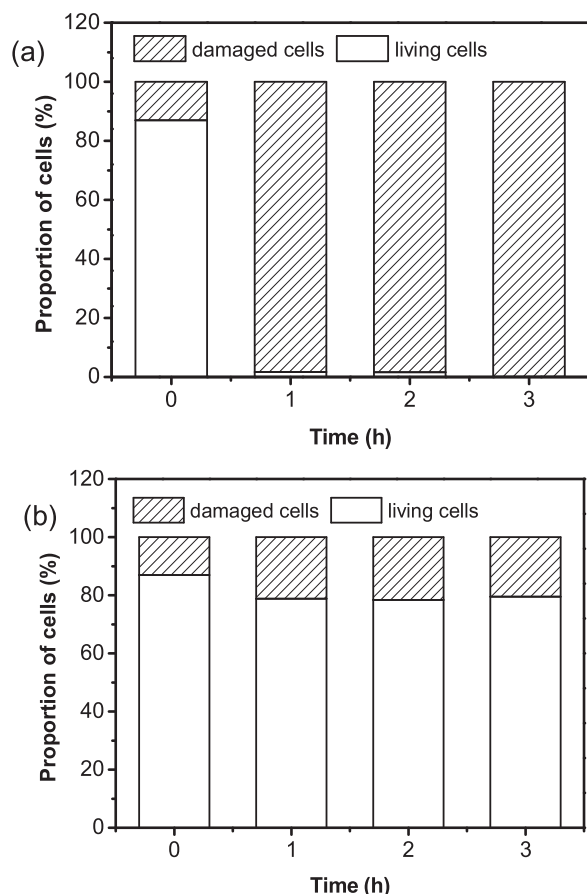 (a)
120
damaged cells living cells
100
80
60
40
20
0
Proportion of cells (%)
0 1 2 3
Time (h)
(b)
120
damaged cells living cells
100
80
60
40
20
0
Proportion of cells (%)
0 1 2 3
Time (h)